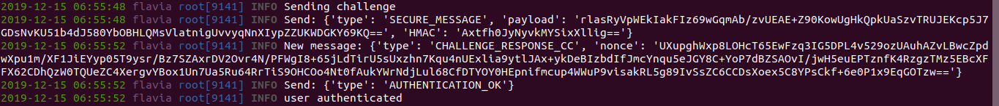 2019-12-15 06:55:48 flavia root[9141] INFO Sending challenge
2019-12-15 06:55:48 flavia root[9141] INFO Send: {'type': 'SECURE_MESSAGE', 'payload': 'rlasRyVpWEkIakFIz69wGqmAb/zvUEAE+Z90KowUgHkQpkUaSzvTRUJEKcp5J7
GDsNvKU51b4dJ580YbOBHLQMsVlatnigUvvyqNnXIypZZUKWDGKY69KQ==', 'HMAC': 'Axtfh0JyNyvkMYSixXllig=='}
2019-12-15 06:55:52 flavia root[9141] INFO New message: {'type': 'CHALLENGE_RESPONSE_CC', 'nonce': 'UXupghWxp8LOHcT65EwFzq3IG5DPL4v529ozUAuhAZvLBwcZpd
wXpu1m/XF1JiEYyp05T9ysr/Bz7SZAxrDV2Ovr4N/PFWgI8+65jLdTirU5sUxzhn7Kqu4nUExlia9ytlJAx+ykDeBIzbdIfJmcYnqu5eJGY8C+YoP7dBZSAOvI/jwH5euEPTznfK4RzgzTMz5EBcXF
FX62CDhQzW0TQUeZC4XergvYBox1Un7Ua5Ru64RrTiS9OHCOo4Nt0fAukYWrNdjLul68CfDTYOY0HEpnifmcup4WWuP9visakRL5g89IvSsZC6CCDsXoex5C8YPsCkf+6e0P1x9EqGOTzw=='}
2019-12-15 06:55:52 flavia root[9141] INFO Send: {'type': 'AUTHENTICATION_OK'}
2019-12-15 06:55:52 flavia root[9141] INFO user authenticated